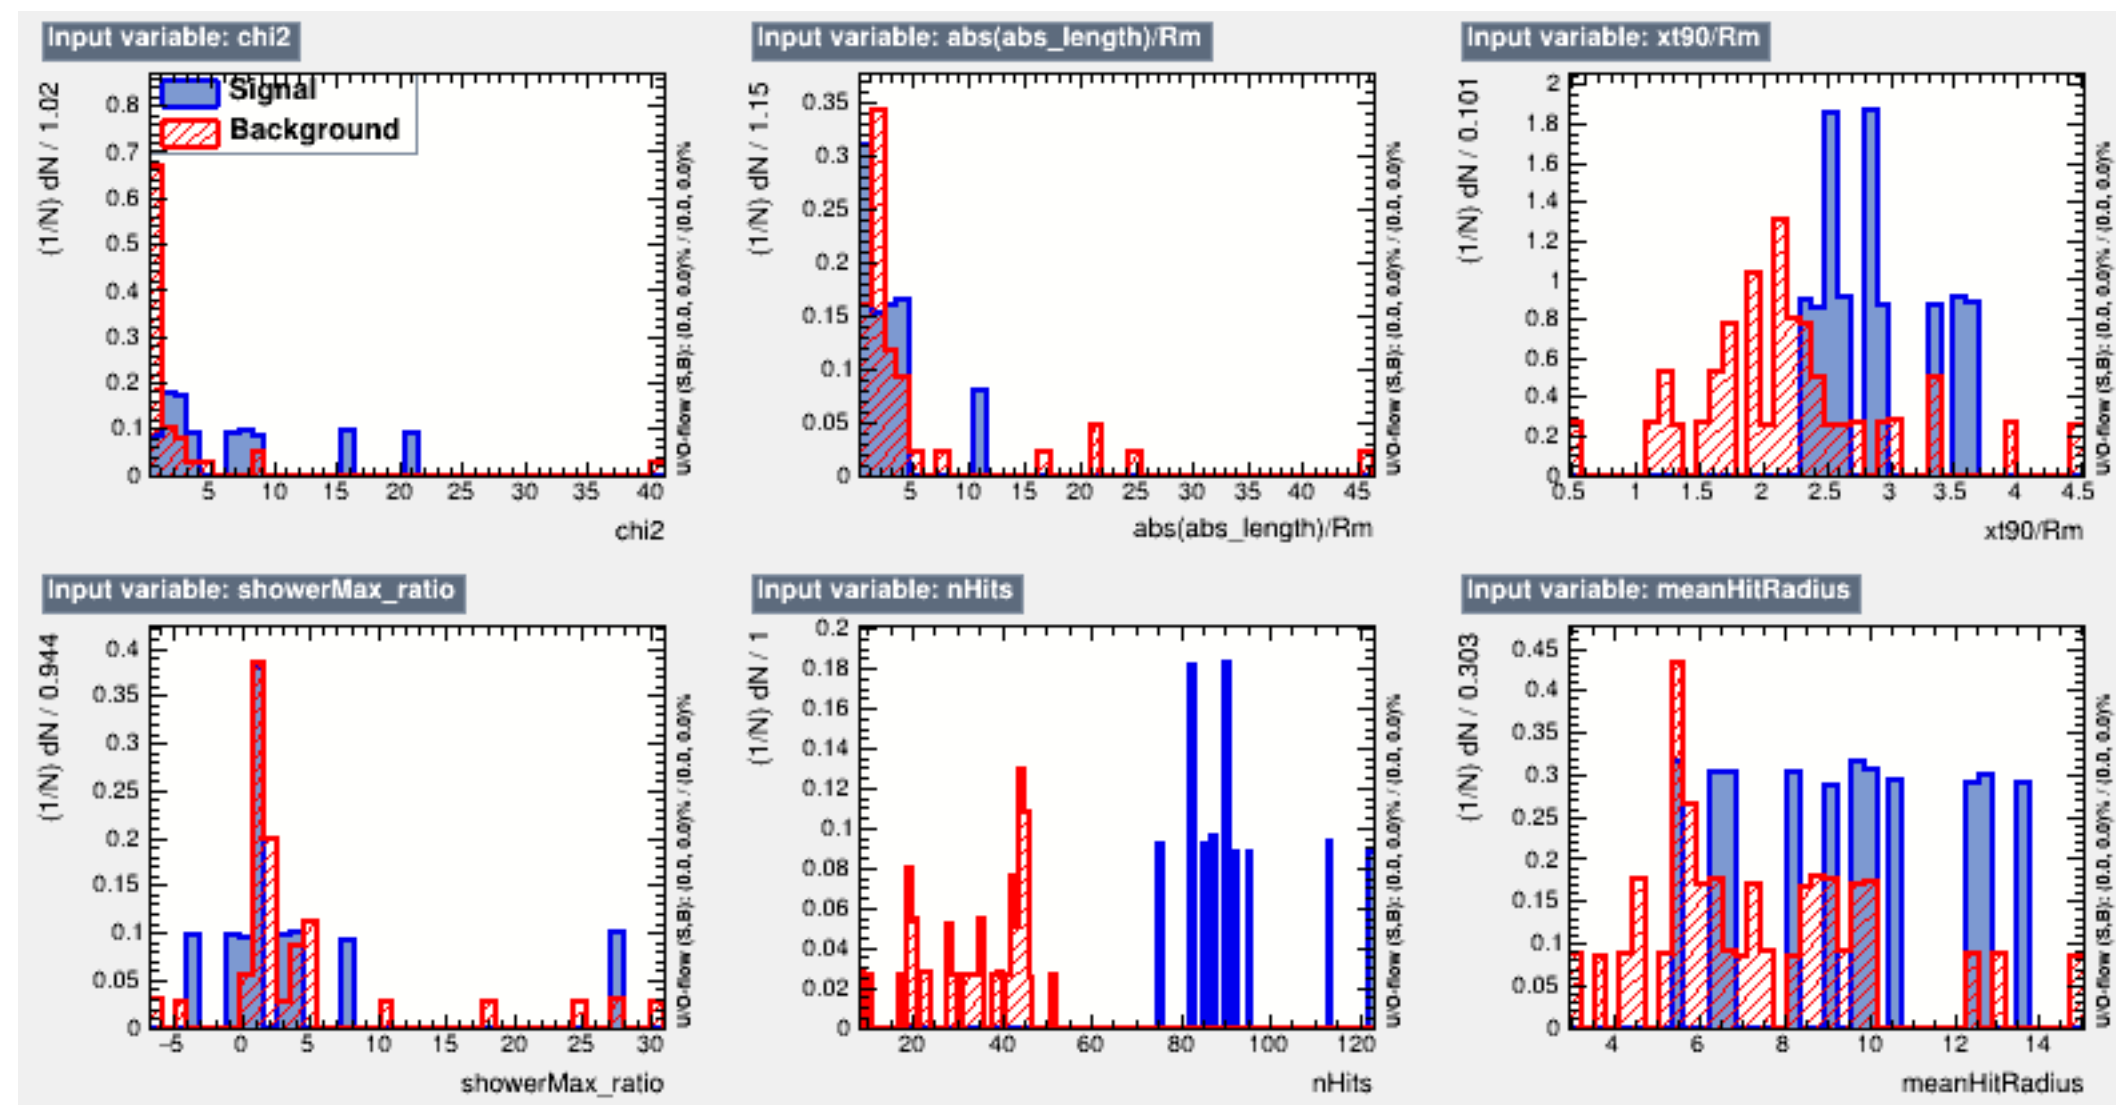 Input variable: chi2
(1/N) dN / 1.02
Signal
Background
0.8
0.7
0.6
0.5
0.4
0.3
0.2
0.1
0
5 10 15 20 25 30 35 40
chi2
U/O-flow (S,B): (0.0, 0.0)% / (0.0, 0.0)%
Input variable: abs(abs_length)/Rm
(1/N) dN / 1.15
0.35
0.3
0.25
0.2
0.15
0.1
0.05
0
5 10 15 20 25 30 35 40 45
abs(abs_length)/Rm
U/O-flow (S,B): (0.0, 0.0)% / (0.0, 0.0)%
Input variable: xt90/Rm
(1/N) dN / 0.101
2
1.8
1.6
1.4
1.2
1
0.8
0.6
0.4
0.2
0
0.5 1 1.5 2 2.5 3 3.5 4 4.5
xt90/Rm
U/O-flow (S,B): (0.0, 0.0)% / (0.0, 0.0)%
Input variable: showerMax_ratio
(1/N) dN / 0.944
0.4
0.35
0.3
0.25
0.2
0.15
0.1
0.05
0
−5 0 5 10 15 20 25 30
showerMax_ratio
U/O-flow (S,B): (0.0, 0.0)% / (0.0, 0.0)%
Input variable: nHits
(1/N) dN / 1
0.2
0.18
0.16
0.14
0.12
0.1
0.08
0.06
0.04
0.02
0
20 40 60 80 100 120
nHits
U/O-flow (S,B): (0.0, 0.0)% / (0.0, 0.0)%
Input variable: meanHitRadius
(1/N) dN / 0.303
0.45
0.4
0.35
0.3
0.25
0.2
0.15
0.1
0.05
0
4 6 8 10 12 14
meanHitRadius
U/O-flow (S,B): (0.0, 0.0)% / (0.0, 0.0)%